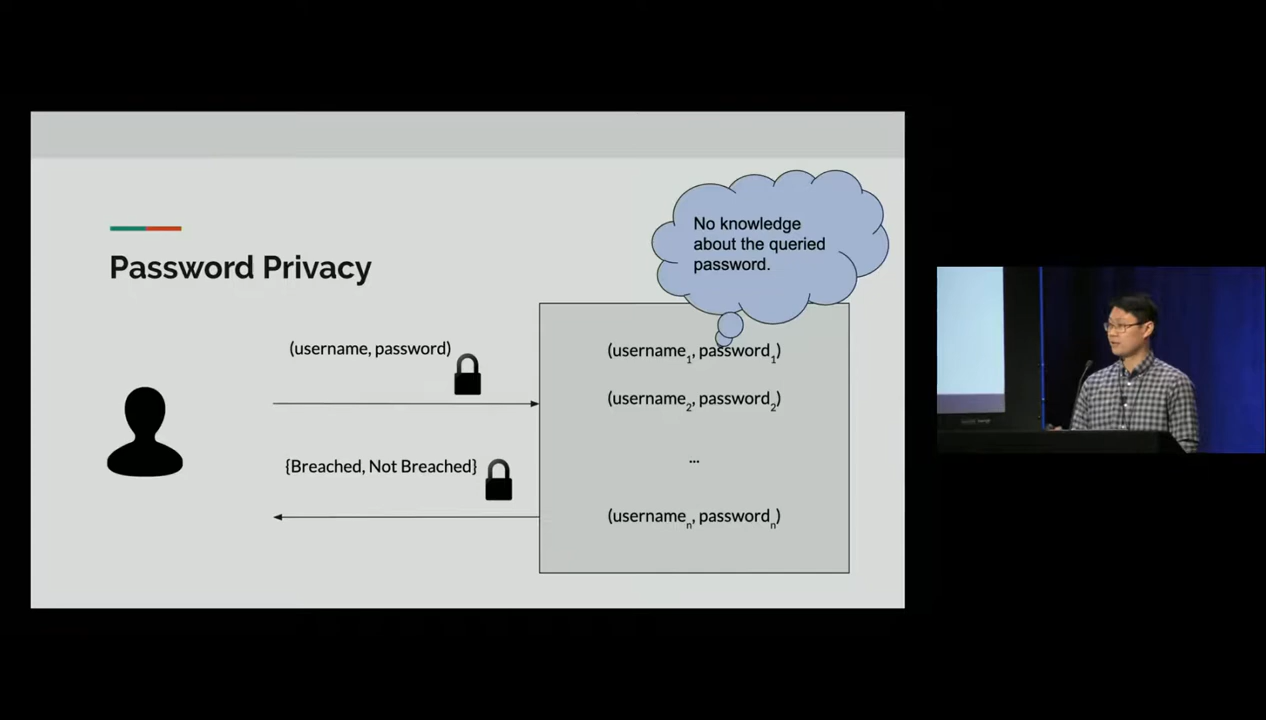 Password Privacy
No knowledge
about the queried
password.
(username, password)
{Breached, Not Breached}
(username₁, password₁)
(username₂, password₂)
...
(usernameₙ, passwordₙ)